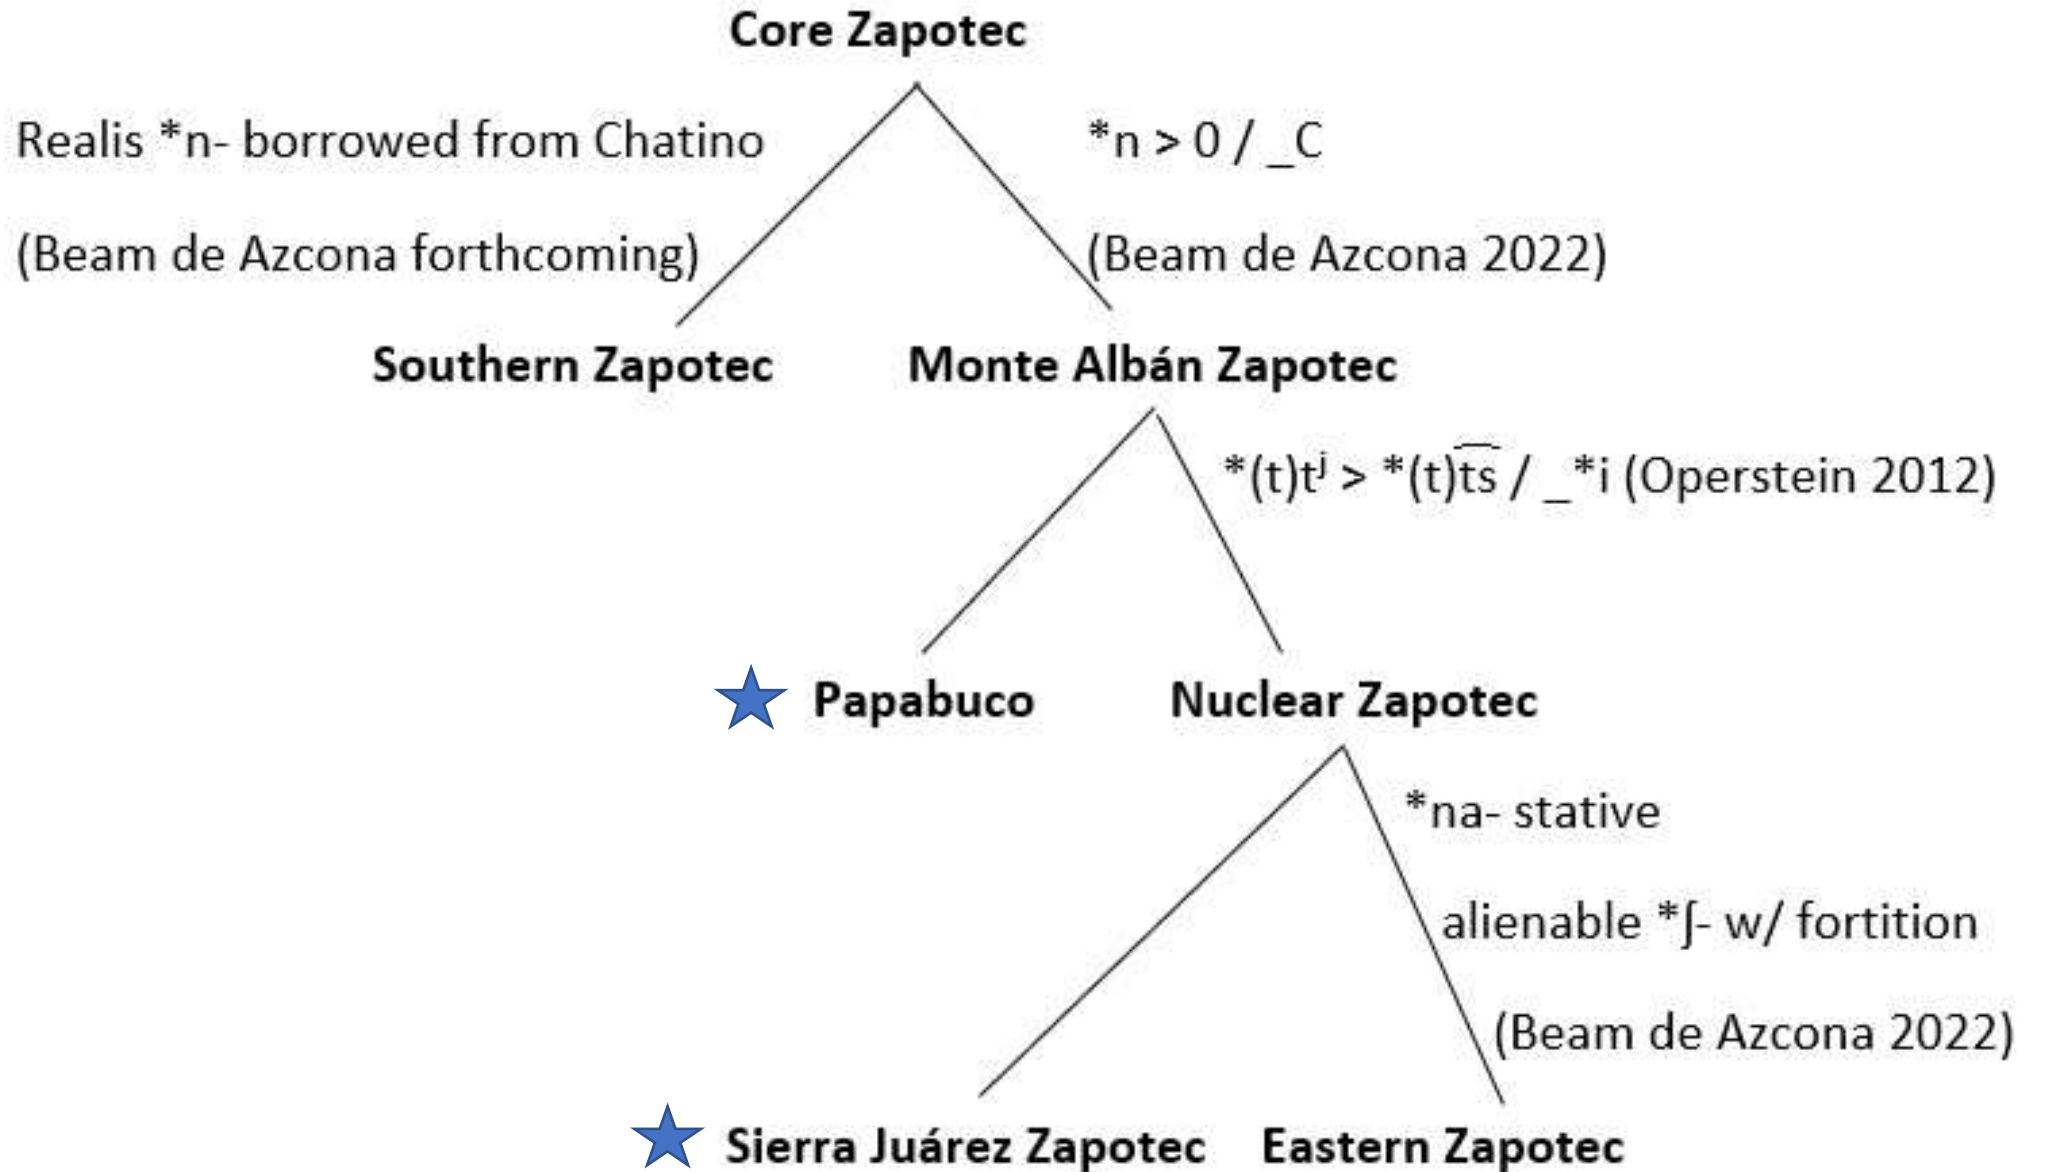 Core Zapotec
Realis *n- borrowed from Chatino
*n > 0 / _C
(Beam de Azcona forthcoming)
(Beam de Azcona 2022)
Southern Zapotec
Monte Albán Zapotec
*(t)tʲ > *(t)t͡s / _*i (Operstein 2012)
Papabuco
Nuclear Zapotec
*na- stative
alienable *ʃ- w/ fortition
(Beam de Azcona 2022)
Sierra Juárez Zapotec
Eastern Zapotec